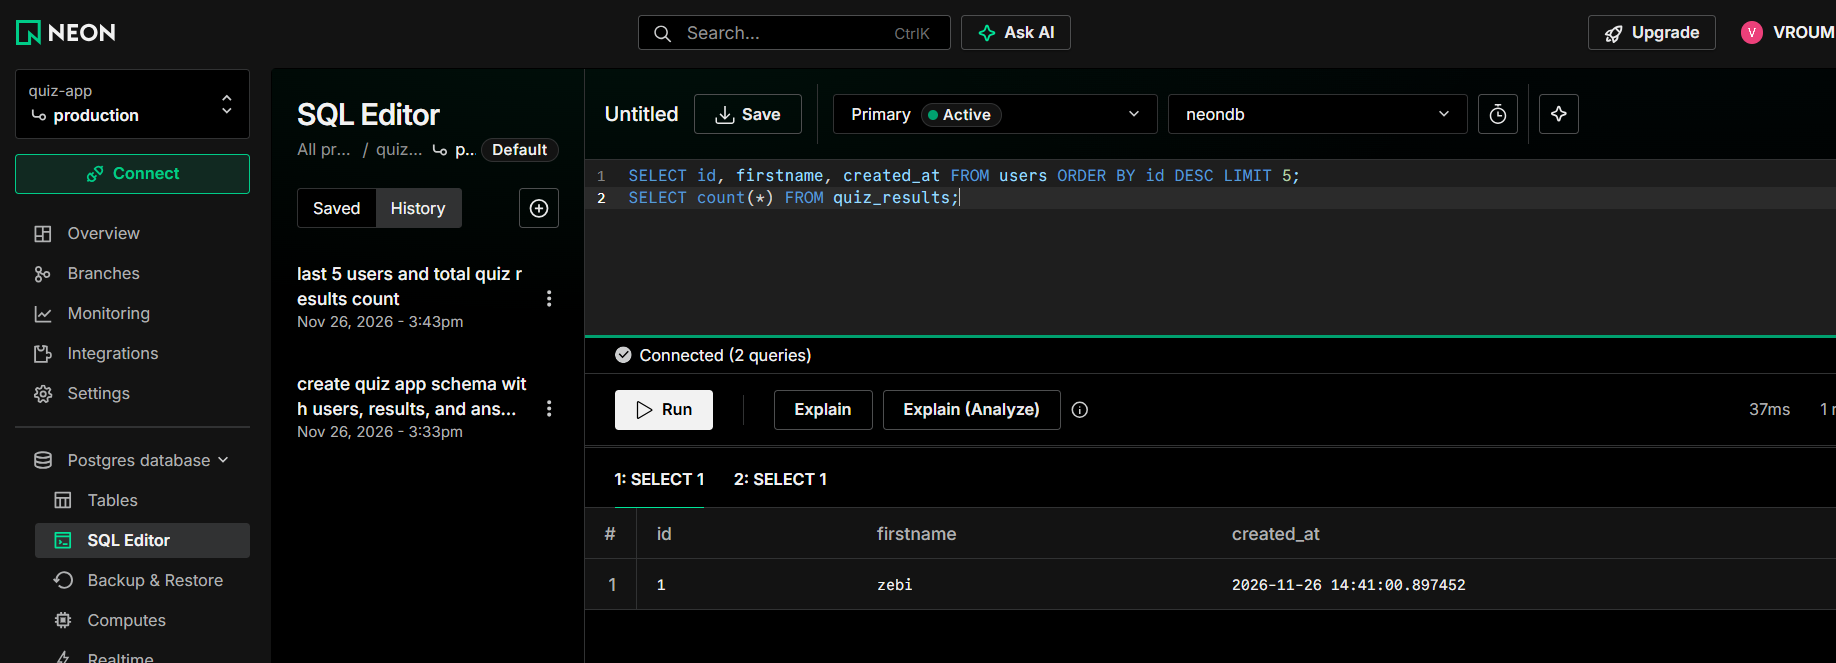 NEON
Search...
CtrlK
Ask AI
Upgrade
V
VROUM
quiz-app
production
Connect
Overview
Branches
Monitoring
Integrations
Settings
Postgres database
Tables
SQL Editor
Backup & Restore
Computes
Realtime
SQL Editor
All pr... / quiz... p.. Default
Saved
History
last 5 users and total quiz r
esults count
Nov 26, 2026 - 3:43pm
create quiz app schema wit
h users, results, and ans...
Nov 26, 2026 - 3:33pm
Untitled
Save
Primary Active
neondb
1 SELECT id, firstname, created_at FROM users ORDER BY id DESC LIMIT 5;
2 SELECT count(*) FROM quiz_results;
Connected (2 queries)
Run
Explain
Explain (Analyze)
37ms
1 r
1: SELECT 1
2: SELECT 1
# id firstname created_at
1 1 zebi 2026-11-26 14:41:00.897452